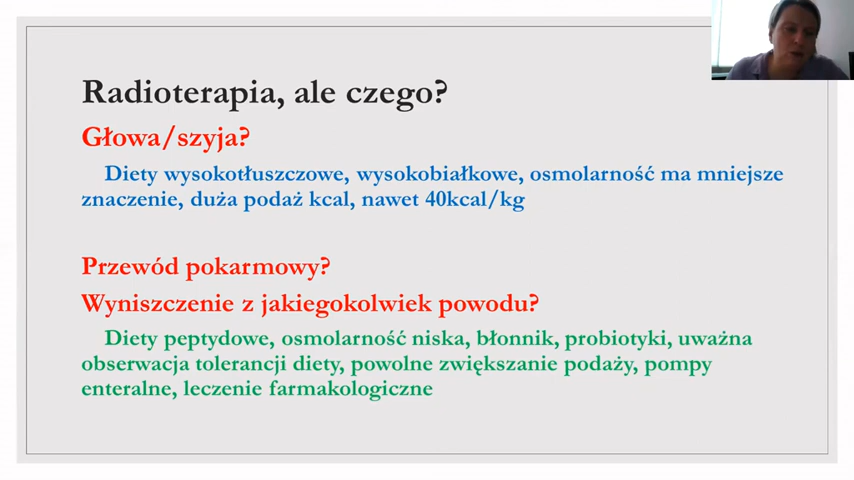 Radioterapia, ale czego?
Głowa/szyja?
Diety wysokotłuszczowe, wysokobiałkowe, osmolarność ma mniejsze
znaczenie, duża podaż kcal, nawet 40kcal/kg
Przewód pokarmowy?
Wyniszczenie z jakiegokolwiek powodu?
Diety peptydowe, osmolarność niska, błonnik, probiotyki, uważna
obserwacja tolerancji diety, powolne zwiększanie podaży, pompy
enteralne, leczenie farmakologiczne